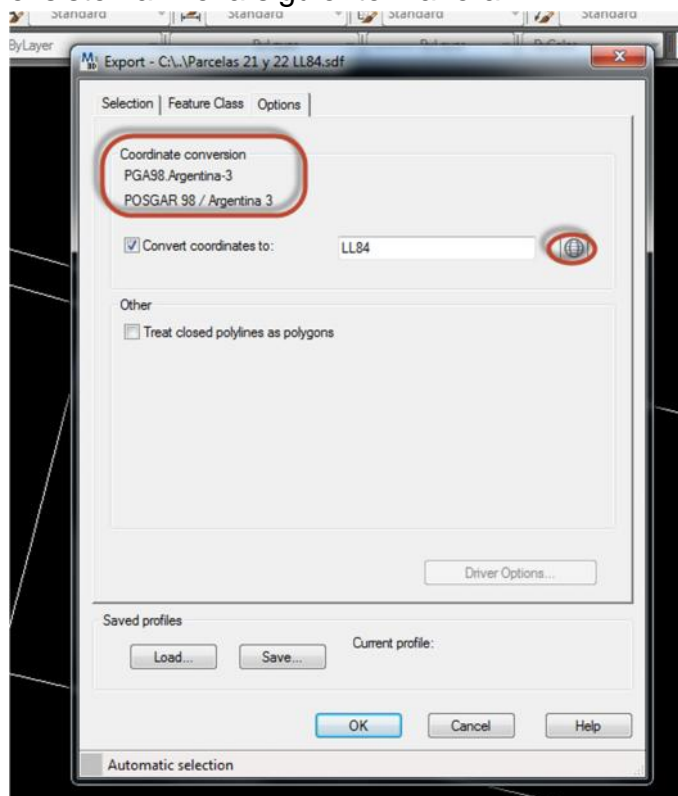 Standard Standard Standard Standard
ByLayer
Export - C:\..\Parcelas 21 y 22 LL84.sdf
Selection Feature Class Options
Coordinate conversion
PGA98.Argentina-3
POSGAR 98 / Argentina 3
Convert coordinates to: LL84
Other
Treat closed polylines as polygons
Driver Options...
Saved profiles
Load... Save... Current profile:
OK Cancel Help
Automatic selection